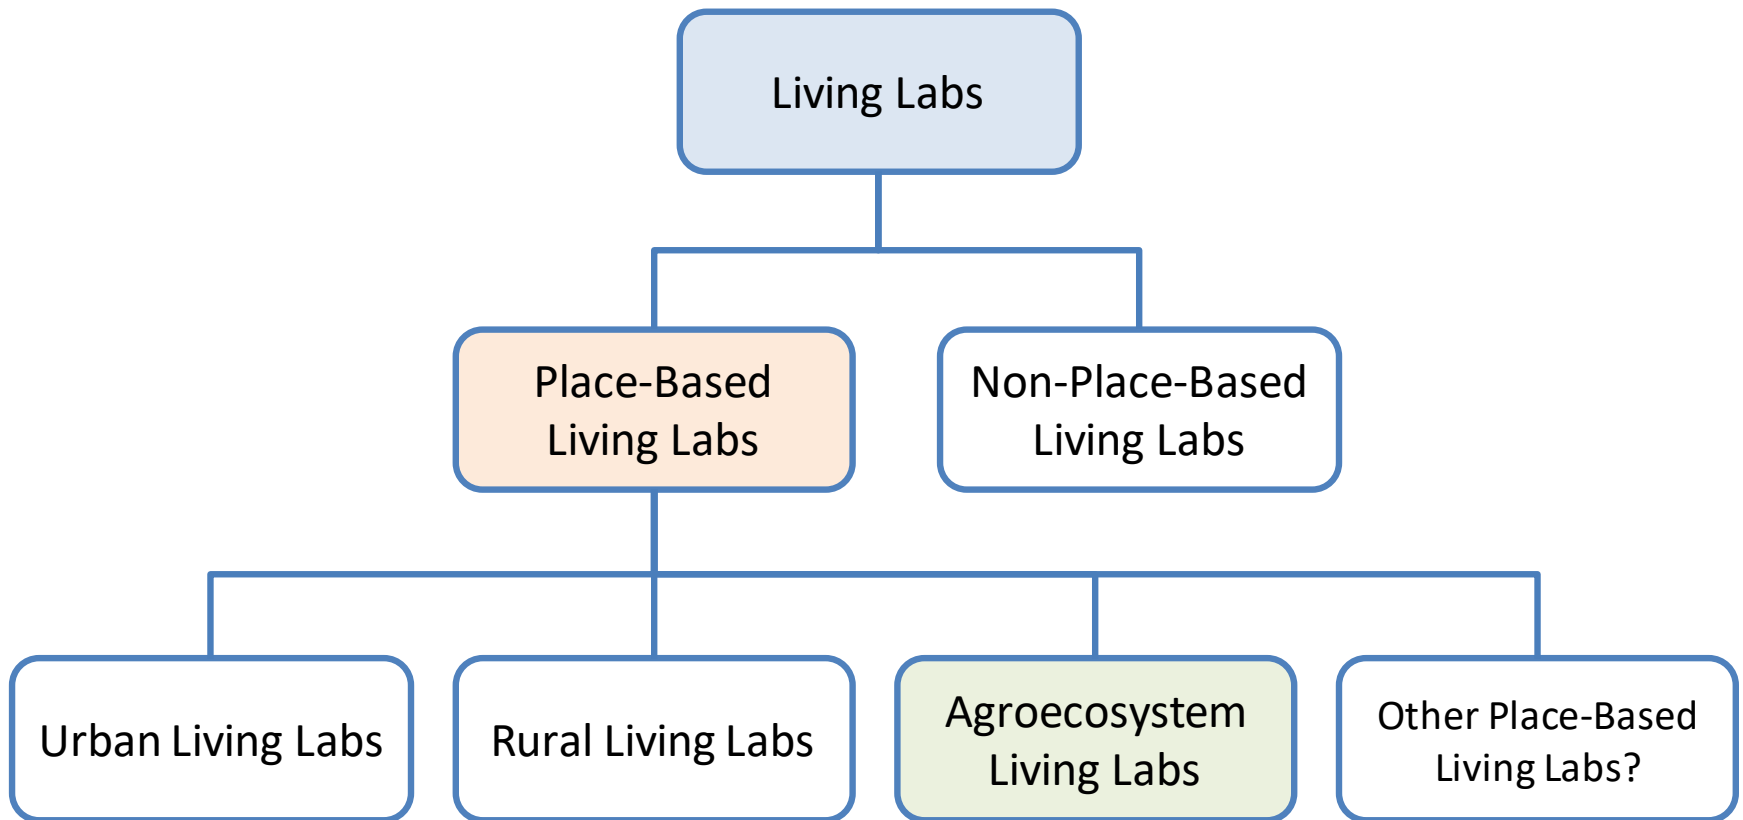 Living Labs
Place-Based
Living Labs
Non-Place-Based
Living Labs
Urban Living Labs
Rural Living Labs
Agroecosystem
Living Labs
Other Place-Based
Living Labs?